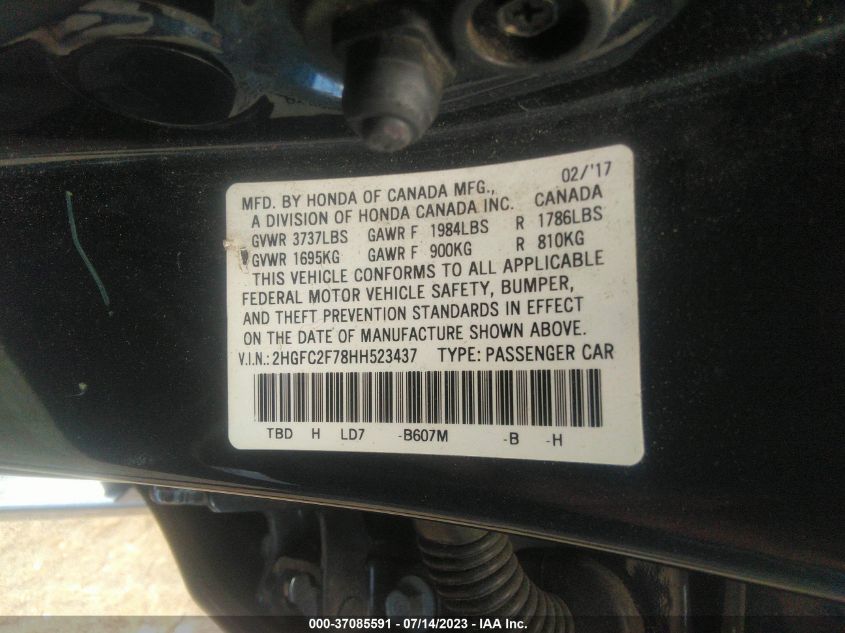 02/'17
MFD. BY HONDA OF CANADA MFG.,
A DIVISION OF HONDA CANADA INC. CANADA
GVWR 3737LBS GAWR F 1984LBS R 1786LBS
GVWR 1695KG GAWR F 900KG R 810KG
THIS VEHICLE CONFORMS TO ALL APPLICABLE
FEDERAL MOTOR VEHICLE SAFETY, BUMPER,
AND THEFT PREVENTION STANDARDS IN EFFECT
ON THE DATE OF MANUFACTURE SHOWN ABOVE.
V.I.N.: 2HGFC2F78HH523437 TYPE: PASSENGER CAR
TBD H LD7 -B607M -B -H
000-37085591 / 07/14/2023 - IAA Inc.